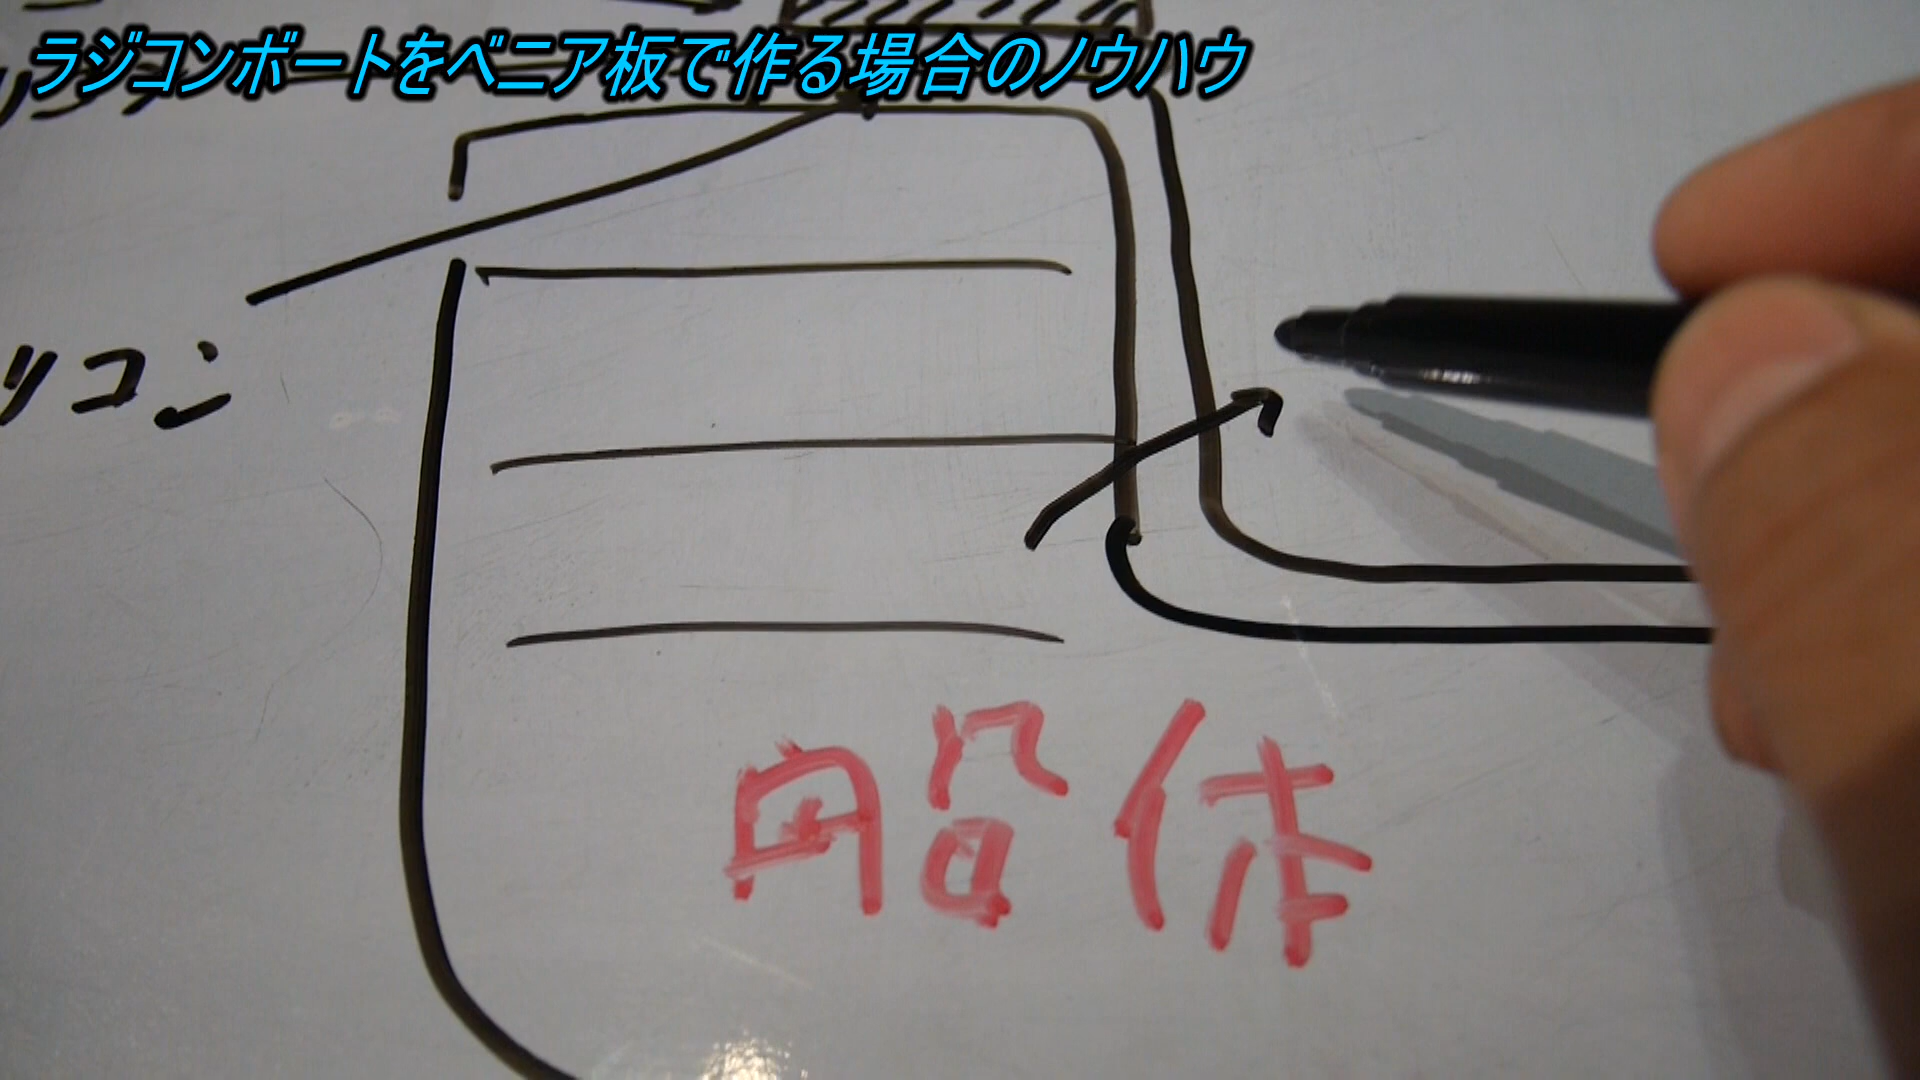 ラジコンボートをベニア板で作る場合のノウハウ
リコン
船体